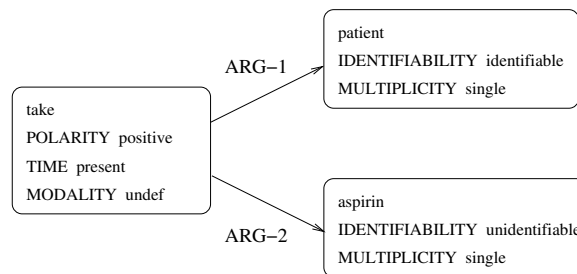 patient
IDENTIFIABILITY identifiable
MULTIPLICITY single
ARG−1
take
POLARITY positive
TIME present
MODALITY undef
ARG−2
aspirin
IDENTIFIABILITY unidentifiable
MULTIPLICITY single